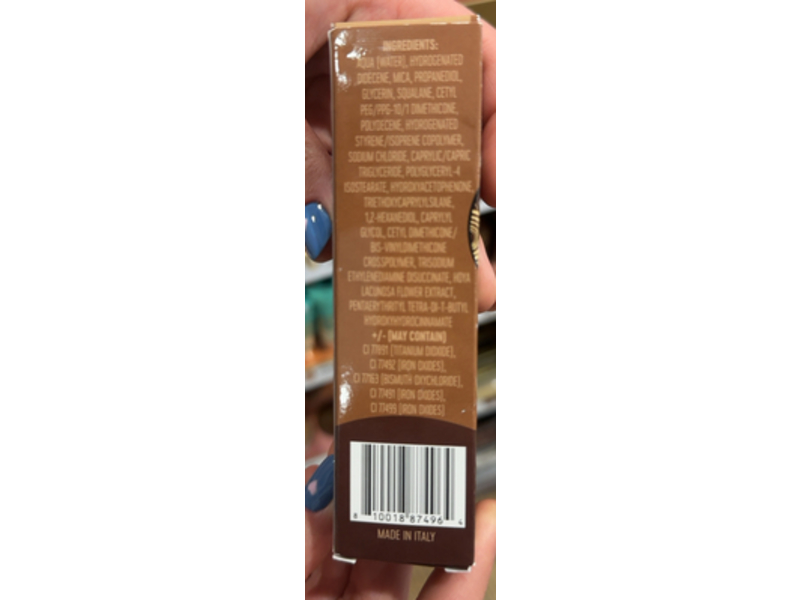 INGREDIENTS:
AQUA (WATER), HYDROGENATED
DIDECENE, MICA, PROPANEDIOL,
GLYCERIN, SQUALANE, CETYL
PEG/PPG-10/1 DIMETHICONE,
POLYDECENE, HYDROGENATED
STYRENE/ISOPRENE COPOLYMER,
SODIUM CHLORIDE, CAPRYLIC/CAPRIC
TRIGLYCERIDE, POLYGLYCERYL-4
ISOSTEARATE, HYDROXYACETOPHENONE,
TRIETHOXYCAPRYLYLSILANE,
1,2-HEXANEDIOL, CAPRYLYL
GLYCOL, CETYL DIMETHICONE/
BIS-VINYLDIMETHICONE
CROSSPOLYMER, TRISODIUM
ETHYLENEDIAMINE DISUCCINATE, HOYA
LACUNOSA FLOWER EXTRACT,
PENTAERYTHRITYL TETRA-DI-T-BUTYL
HYDROXYHYDROCINNAMATE
+/- (MAY CONTAIN)
CI 77891 (TITANIUM DIOXIDE),
CI 77492 (IRON OXIDES),
CI 77163 (BISMUTH OXYCHLORIDE),
CI 77491 (IRON OXIDES),
CI 77499 (IRON OXIDES)
8 10018 87496 4
MADE IN ITALY